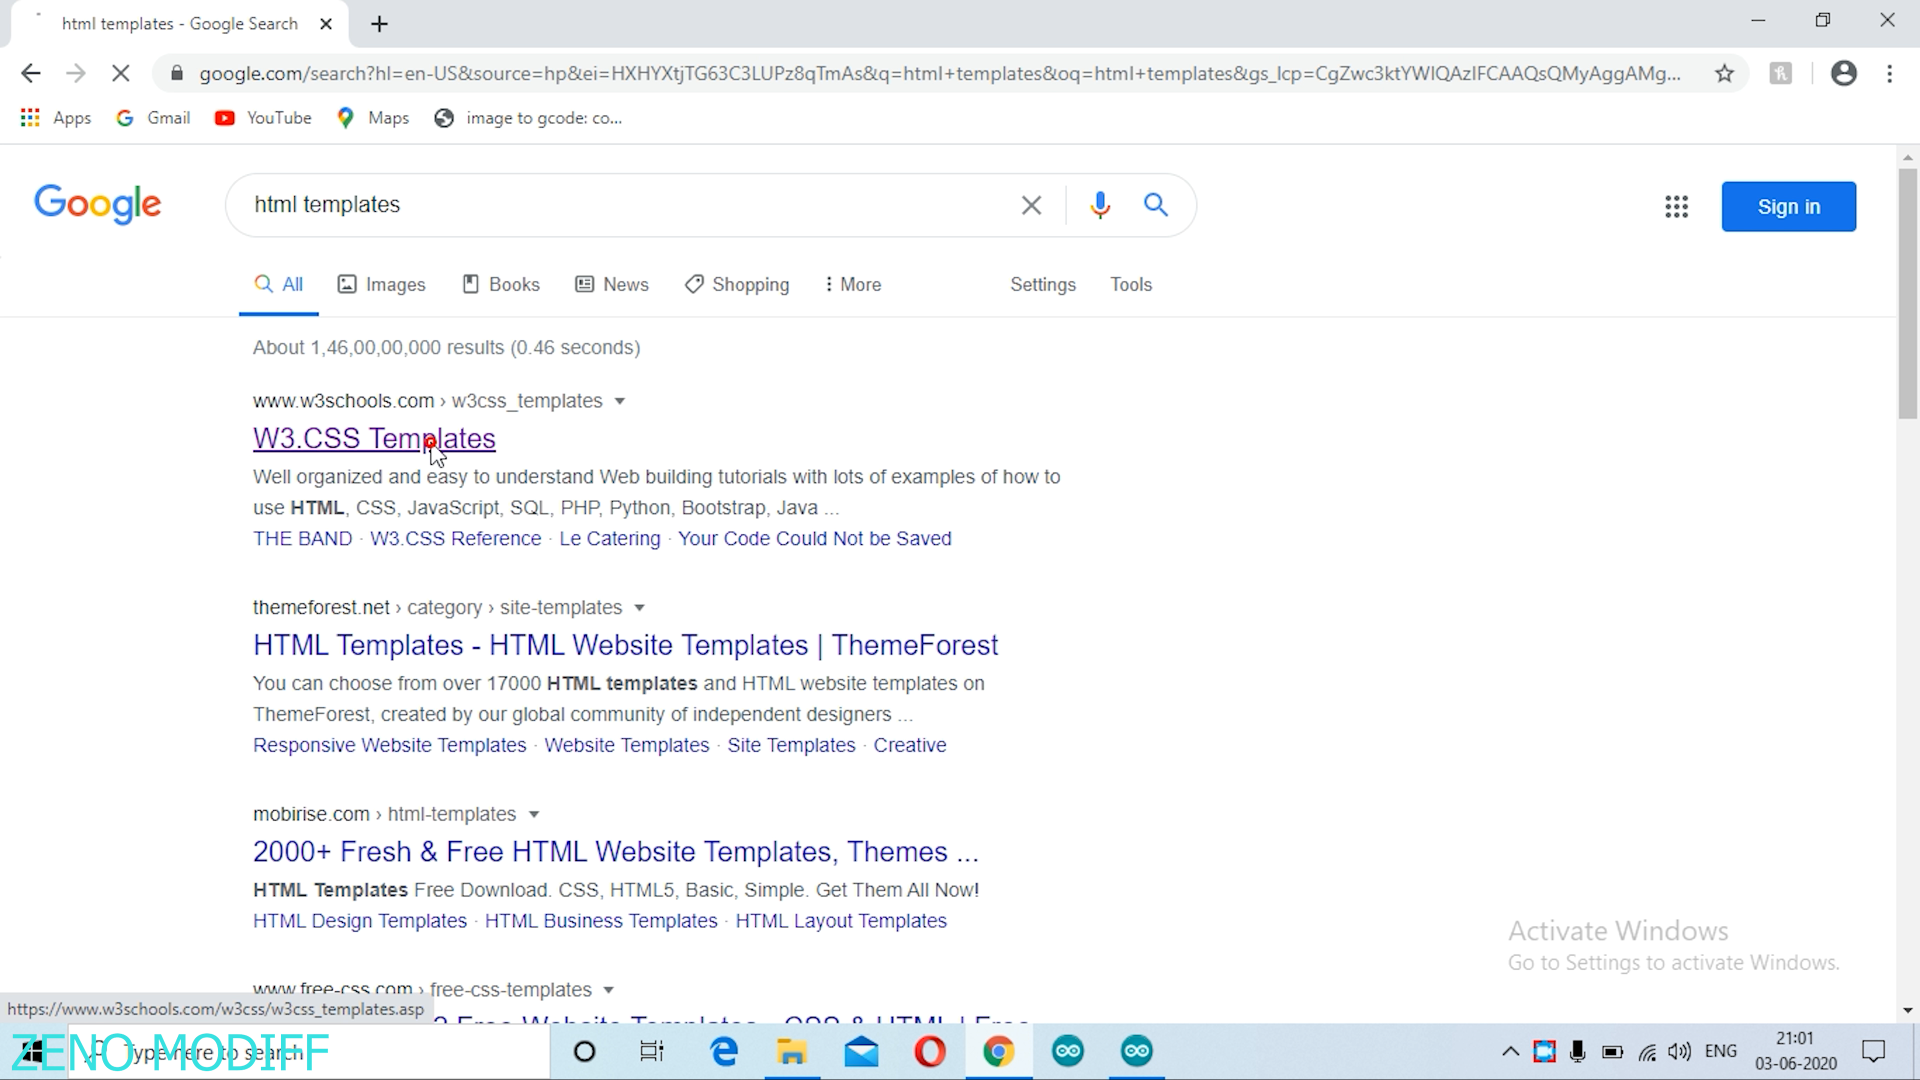 html templates - Google Search
google.com/search?hl=en-US&source=hp&ei=HXHYXtjTG63C3LUPz8qTmAs&q=html+templates&oq=html+templates&gs_lcp=CgZwc3ktYWIQAzIFCAAQsQMyAggAMg...
Apps Gmail YouTube Maps image to gcode: co...
Google html templates Sign in
All Images Books News Shopping More Settings Tools
About 1,46,00,00,000 results (0.46 seconds)
www.w3schools.com › w3css_templates
W3.CSS Templates
Well organized and easy to understand Web building tutorials with lots of examples of how to
use HTML, CSS, JavaScript, SQL, PHP, Python, Bootstrap, Java ...
THE BAND · W3.CSS Reference · Le Catering · Your Code Could Not be Saved
themeforest.net › category › site-templates
HTML Templates - HTML Website Templates | ThemeForest
You can choose from over 17000 HTML templates and HTML website templates on
ThemeForest, created by our global community of independent designers ...
Responsive Website Templates · Website Templates · Site Templates · Creative
mobirise.com › html-templates
2000+ Fresh & Free HTML Website Templates, Themes ...
HTML Templates Free Download. CSS, HTML5, Basic, Simple. Get Them All Now!
HTML Design Templates · HTML Business Templates · HTML Layout Templates
Activate Windows
Go to Settings to activate Windows.
www.free-css.com › free-css-templates
https://www.w3schools.com/w3css/w3css_templates.asp
Free Website Templates - CSS & HTML | Free
ZENO MODIFF
Type here to search
ENG
21:01
03-06-2020